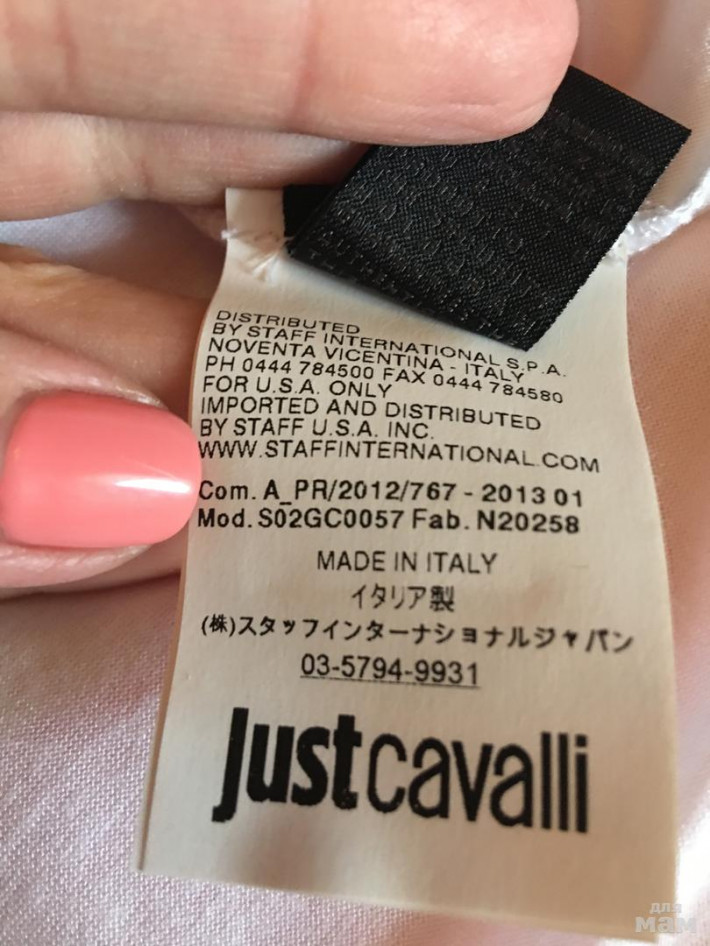 DISTRIBUTED
BY STAFF INTERNATIONAL S.P.A.
NOVENTA VICENTINA - ITALY
PH 0444 784500 FAX 0444 784580
FOR U.S.A. ONLY
IMPORTED AND DISTRIBUTED
BY STAFF U.S.A. INC.
WWW.STAFFINTERNATIONAL.COM
Com. A_PR/2012/767 - 2013 01
Mod. S02GC0057 Fab. N20258
MADE IN ITALY
イタリア製
(株)スタッフインターナショナルジャパン
03-5794-9931
Just cavalli
для
мам